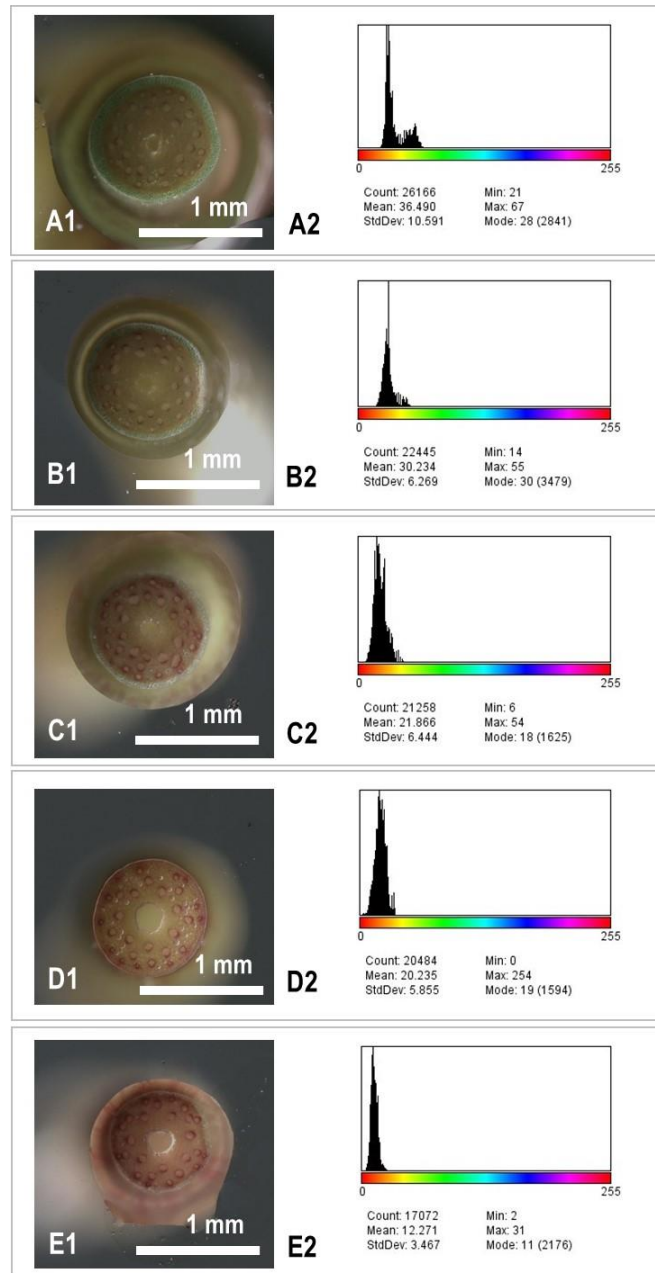 1 mm
A1
A2
0 255
Count: 26166 Min: 21
Mean: 36.490 Max: 67
StdDev: 10.591 Mode: 28 (2841)
1 mm
B1
B2
0 255
Count: 22445 Min: 14
Mean: 30.234 Max: 55
StdDev: 6.269 Mode: 30 (3479)
1 mm
C1
C2
0 255
Count: 21258 Min: 6
Mean: 21.866 Max: 54
StdDev: 6.444 Mode: 18 (1625)
1 mm
D1
D2
0 255
Count: 20484 Min: 0
Mean: 20.235 Max: 254
StdDev: 5.855 Mode: 19 (1594)
1 mm
E1
E2
0 255
Count: 17072 Min: 2
Mean: 12.271 Max: 31
StdDev: 3.467 Mode: 11 (2176)